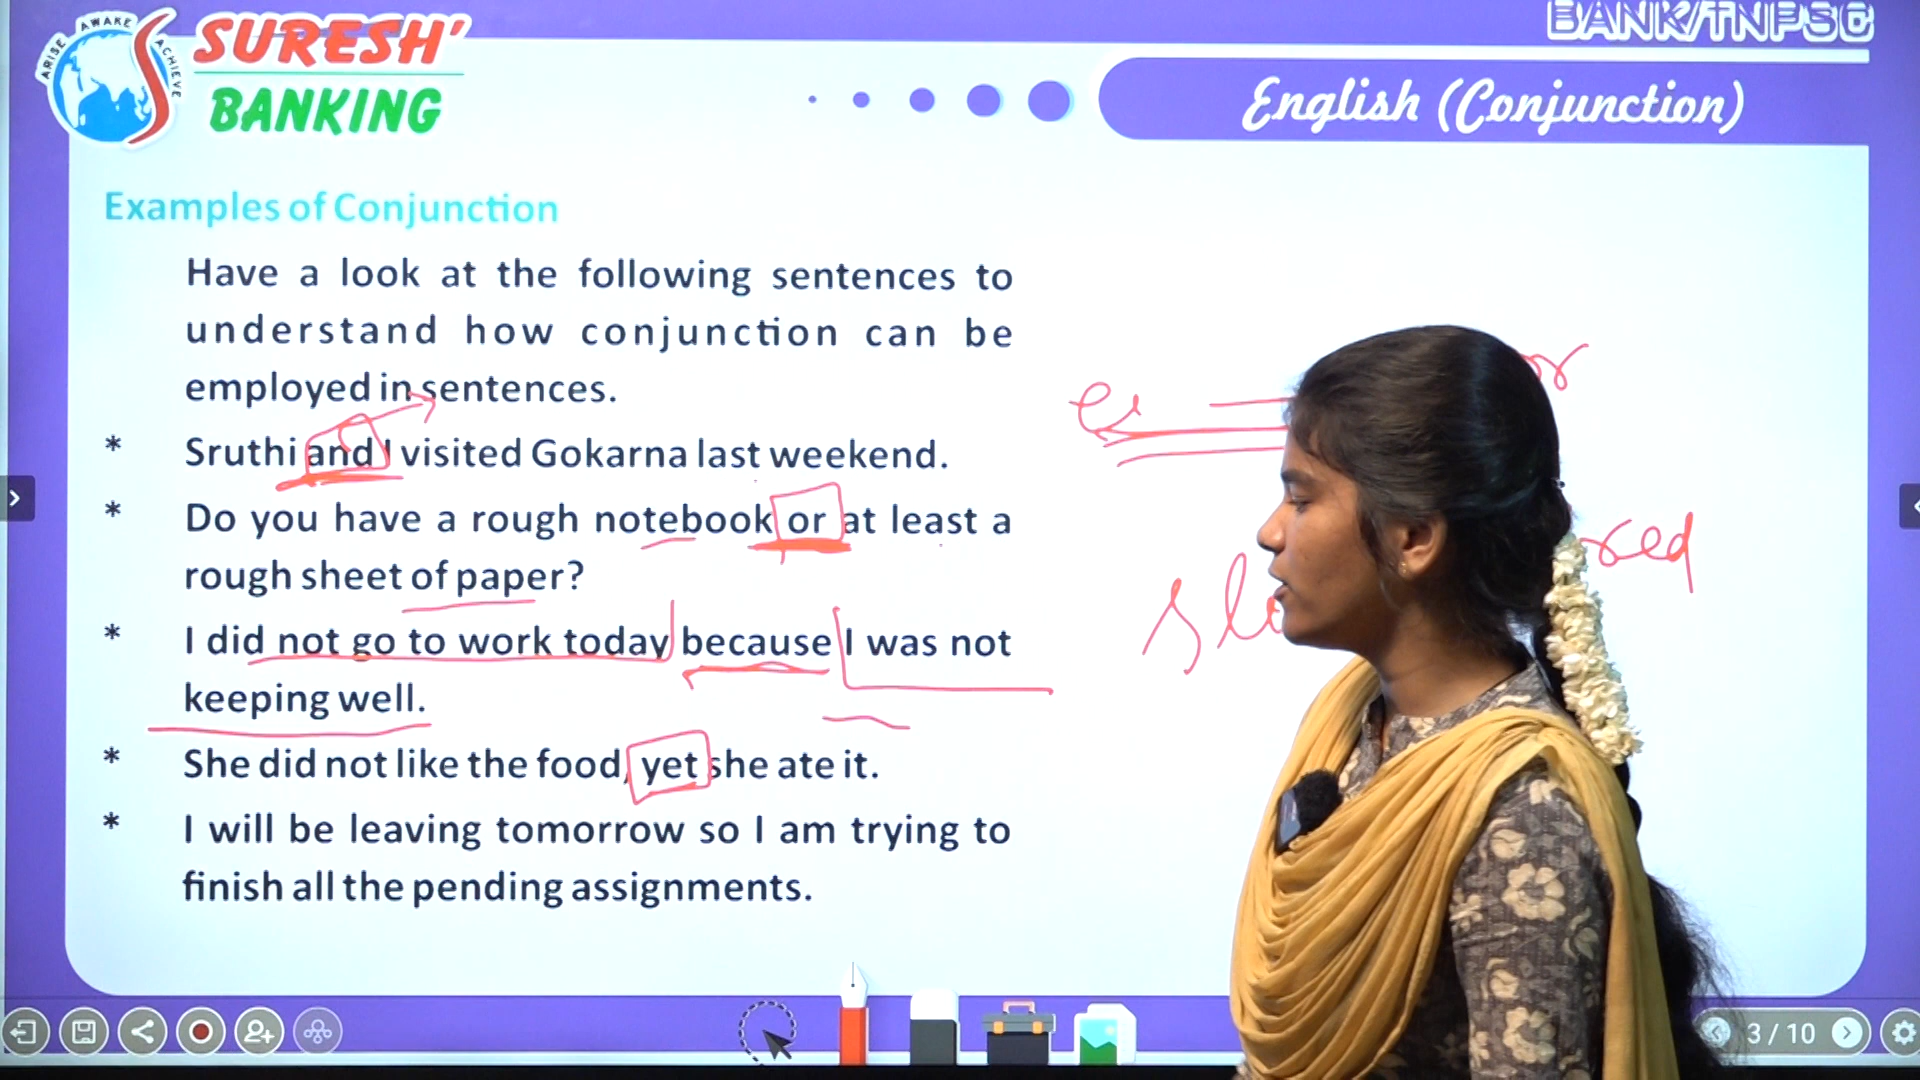 ARISE AWAKE ACHIEVE
SURESH'
BANKING
BANK/TNPSC
English (Conjunction)
Examples of Conjunction
Have a look at the following sentences to
understand how conjunction can be
employed in sentences.
* Sruthi and I visited Gokarna last weekend.
* Do you have a rough notebook or at least a
rough sheet of paper?
* I did not go to work today because I was not
keeping well.
* She did not like the food, yet she ate it.
* I will be leaving tomorrow so I am trying to
finish all the pending assignments.
or
red
3 / 10